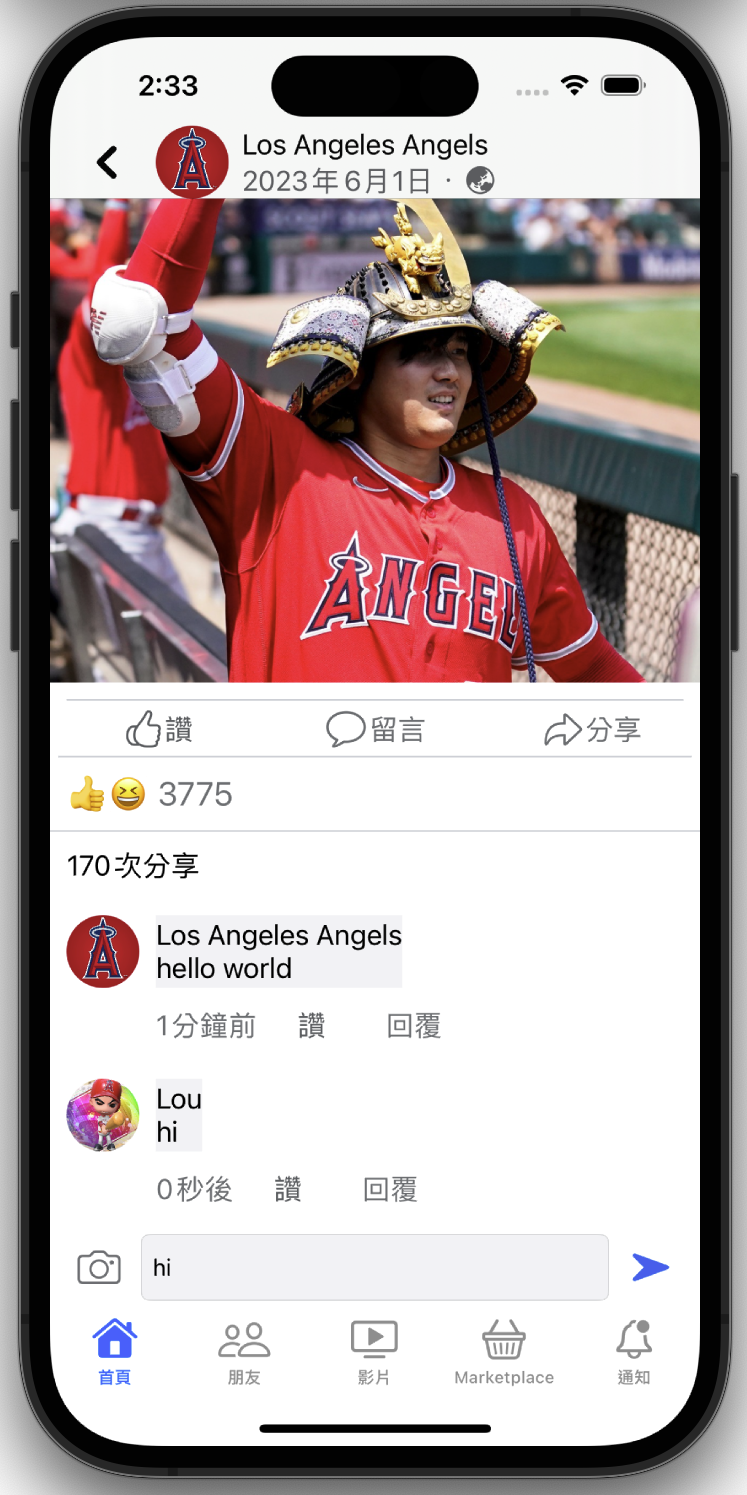 2:33
Los Angeles Angels
2023年6月1日 ·
ANGEL
讚
留言
分享
3775
170次分享
Los Angeles Angels
hello world
1分鐘前 讚 回覆
Lou
hi
0秒後 讚 回覆
hi
首頁
朋友
影片
Marketplace
通知